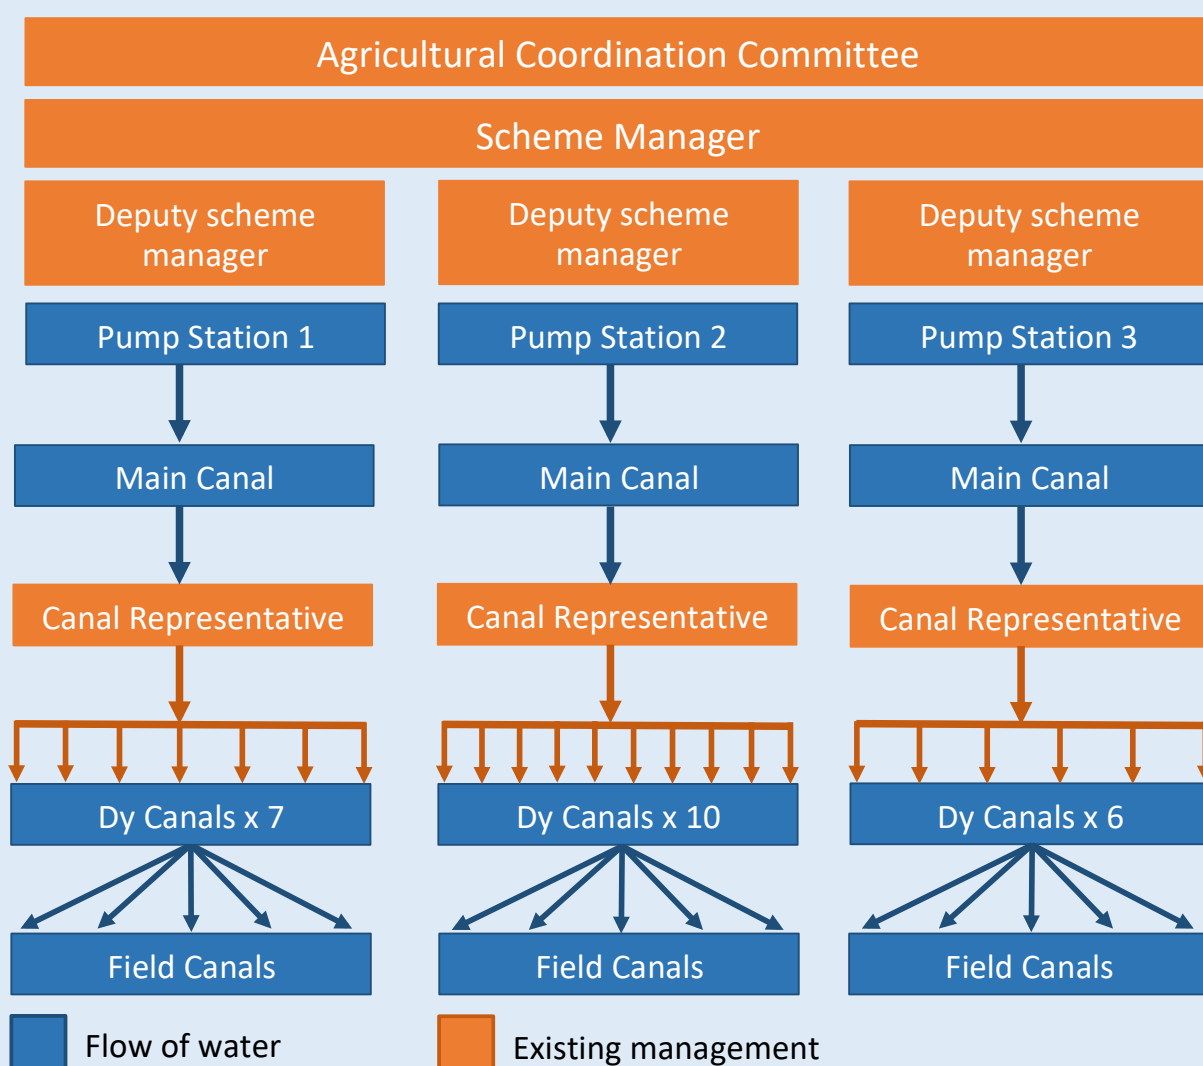 Agricultural Coordination Committee
Scheme Manager
Deputy scheme
manager
Deputy scheme
manager
Deputy scheme
manager
Pump Station 1
Pump Station 2
Pump Station 3
Main Canal
Main Canal
Main Canal
Canal Representative
Canal Representative
Canal Representative
Dy Canals x 7
Dy Canals x 10
Dy Canals x 6
Field Canals
Field Canals
Field Canals
Flow of water
Existing management